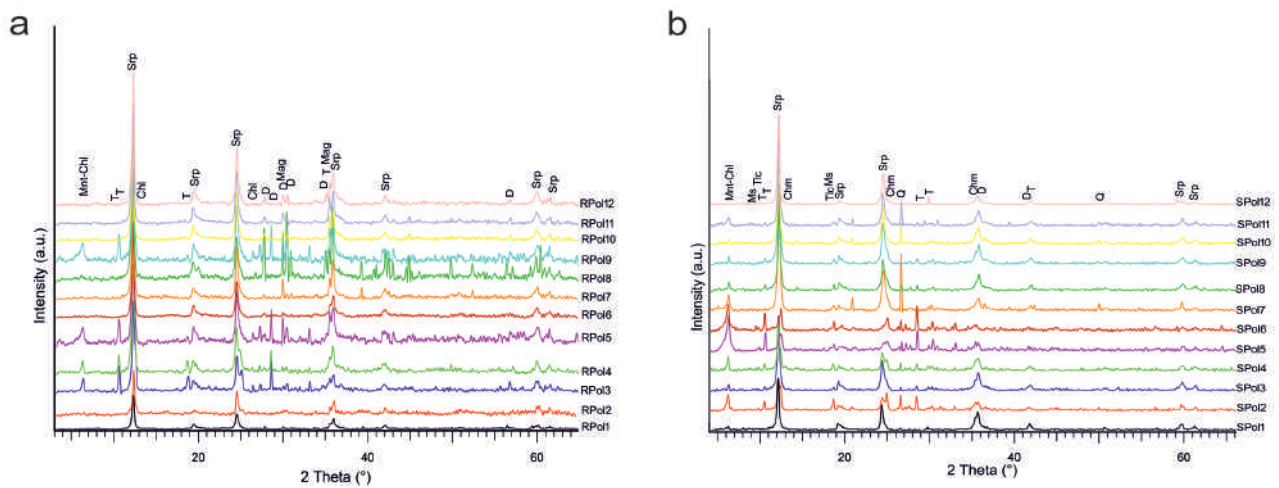 a
Intensity (a.u.)
Mnt-Chl
T
T
Srp
Chl
T
Srp
Srp
Chl
D
D
D
Mag
D
D
T
Mag
Srp
Srp
D
Srp
Srp
RPol12
RPol11
RPol10
RPol9
RPol8
RPol7
RPol6
RPol5
RPol4
RPol3
RPol2
RPol1
20
40
60
2 Theta (°)
b
Intensity (a.u.)
Mnt-Chl
Ms
Tlc
T
T
Srp
Chm
Tlc
Ms
Srp
Srp
Chm
Q
T
T
Chm
D
D
T
Q
Srp
Srp
SPol12
SPol11
SPol10
SPol9
SPol8
SPol7
SPol6
SPol5
SPol4
SPol3
SPol2
SPol1
20
40
60
2 Theta (°)